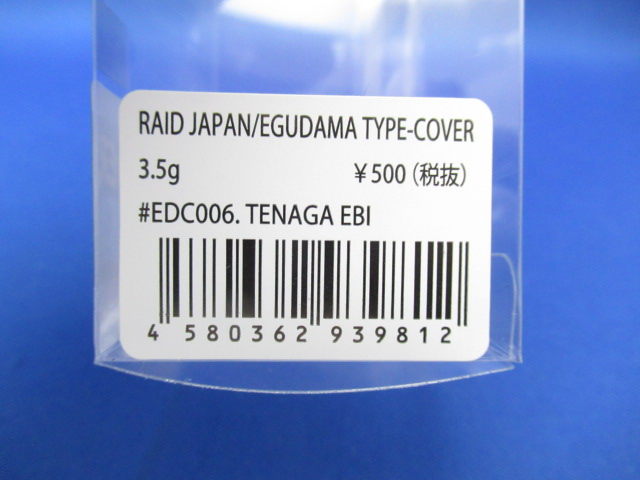 RAID JAPAN/EGUDAMA TYPE-COVER
3.5g ¥500(税抜)
#EDC006. TENAGA EBI
4 580362 939812